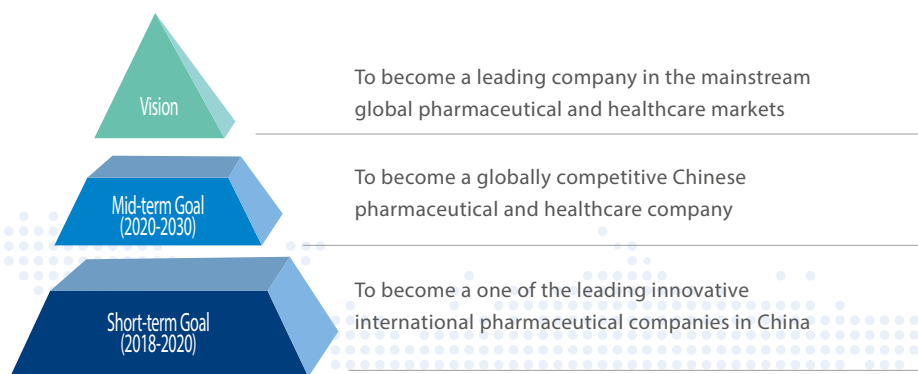 Vision
To become a leading company in the mainstream
global pharmaceutical and healthcare markets
Mid-term Goal
(2020-2030)
To become a globally competitive Chinese
pharmaceutical and healthcare company
Short-term Goal
(2018-2020)
To become a one of the leading innovative
international pharmaceutical companies in China